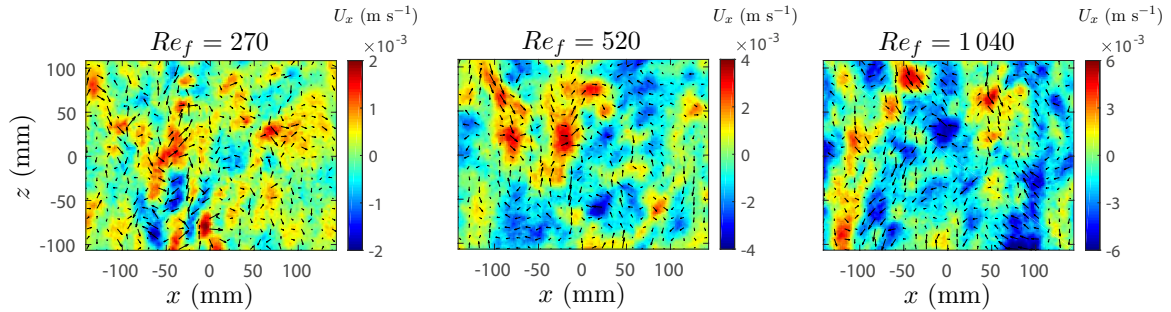 U_x (m s⁻¹) U_x (m s⁻¹) U_x (m s⁻¹)
Re_f = 270 ×10⁻³ Re_f = 520 ×10⁻³ Re_f = 1 040 ×10⁻³
100 50 0 -50 -100
z (mm)
2 1 0 -1 -2
4 2 0 -2 -4
6 3 0 -3 -6
-100 -50 0 50 100 -100 -50 0 50 100 -100 -50 0 50 100
x (mm) x (mm) x (mm)